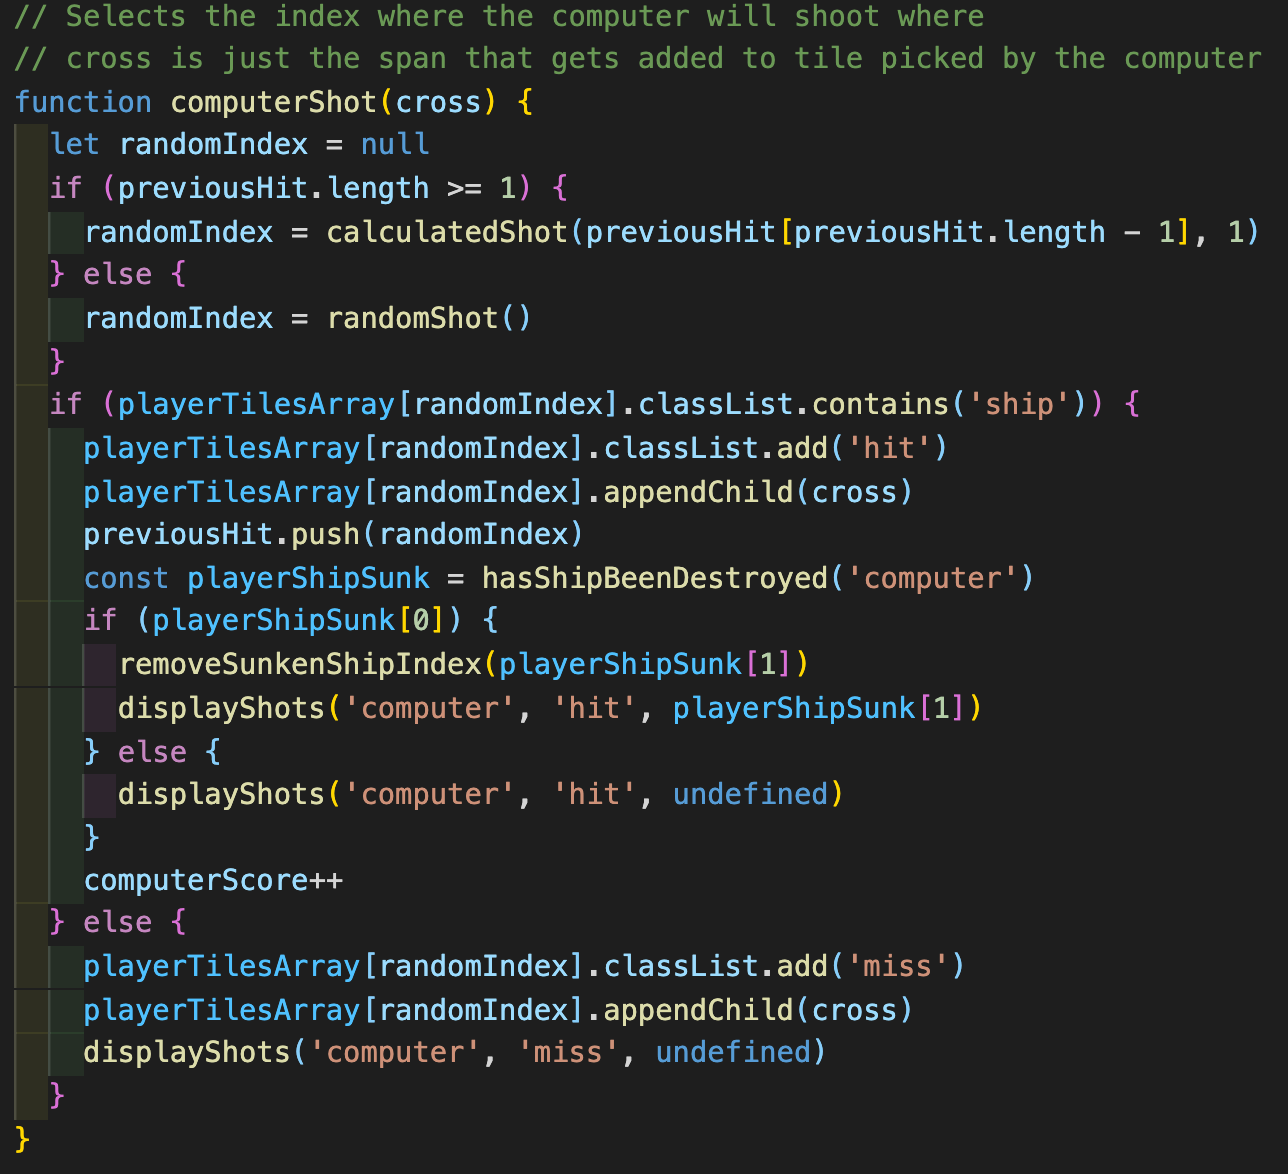 // Selects the index where the computer will shoot where
// cross is just the span that gets added to tile picked by the computer
function computerShot(cross) {
  let randomIndex = null
  if (previousHit.length >= 1) {
    randomIndex = calculatedShot(previousHit[previousHit.length - 1], 1)
  } else {
    randomIndex = randomShot()
  }
  if (playerTilesArray[randomIndex].classList.contains('ship')) {
    playerTilesArray[randomIndex].classList.add('hit')
    playerTilesArray[randomIndex].appendChild(cross)
    previousHit.push(randomIndex)
    const playerShipSunk = hasShipBeenDestroyed('computer')
    if (playerShipSunk[0]) {
      removeSunkenShipIndex(playerShipSunk[1])
      displayShots('computer', 'hit', playerShipSunk[1])
    } else {
      displayShots('computer', 'hit', undefined)
    }
    computerScore++
  } else {
    playerTilesArray[randomIndex].classList.add('miss')
    playerTilesArray[randomIndex].appendChild(cross)
    displayShots('computer', 'miss', undefined)
  }
}